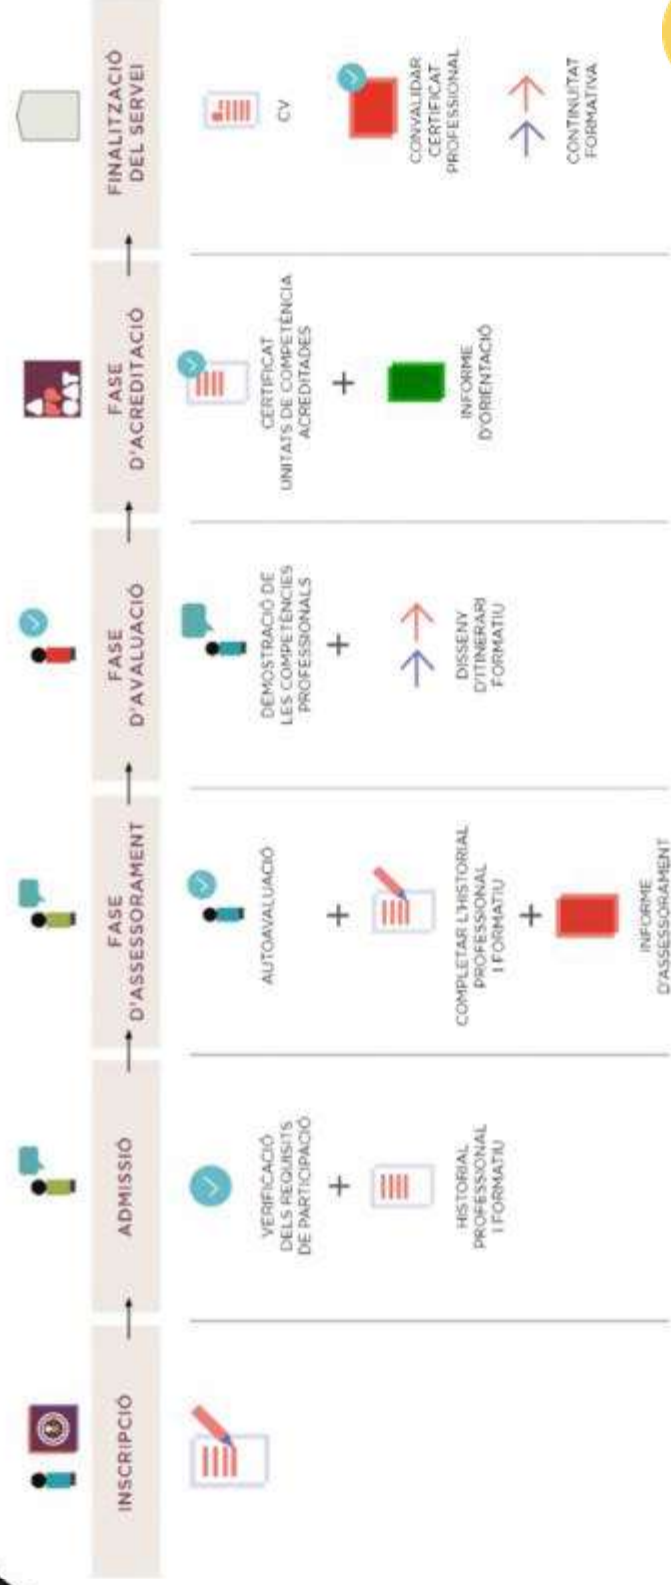 INSCRIPCIÓ
ADMISSIÓ
VERIFICACIÓ
DELS REQUISITS
DE PARTICIPACIÓ
+
HISTORIAL
PROFESSIONAL
I FORMATIU
FASE
D'ASSESSORAMENT
AUTOAVALUACIÓ
+
COMPLETAR L'HISTORIAL
PROFESSIONAL
I FORMATIU
+
INFORME
D'ASSESSORAMENT
FASE
D'AVALUACIÓ
DEMOSTRACIÓ DE
LES COMPETÈNCIES
PROFESSIONALS
+
DISSENY
D'ITINERARI
FORMATIU
FASE
D'ACREDITACIÓ
CERTIFICAT
UNITATS DE COMPETÈNCIA
ACREDITADES
+
INFORME
D'ORIENTACIÓ
FINALITZACIÓ
DEL SERVEI
CV
CONVALIDAR
CERTIFICAT
PROFESSIONAL
CONTINUÏTAT
FORMATIVA